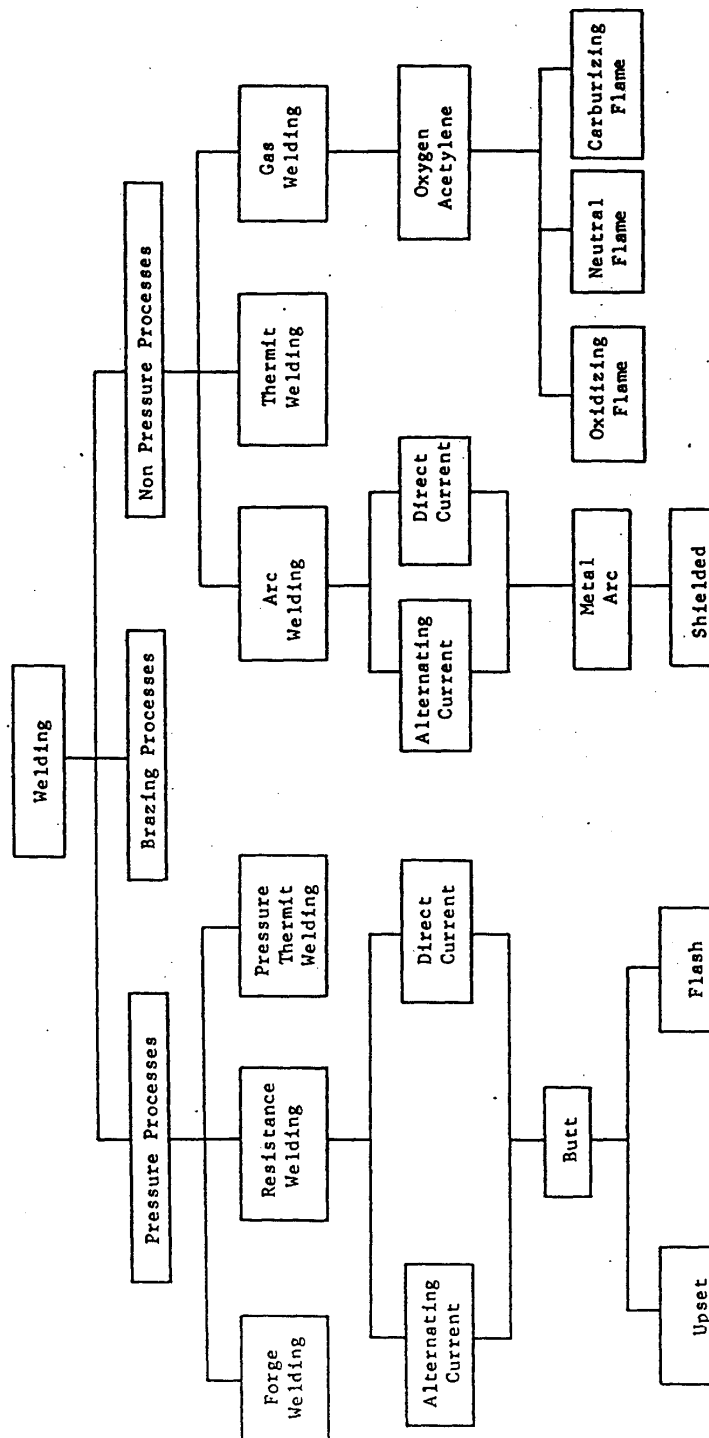 Welding
Pressure Processes
Brazing Processes
Non Pressure Processes
Forge
Welding
Resistance
Welding
Pressure
Thermit
Welding
Arc
Welding
Thermit
Welding
Gas
Welding
Alternating
Current
Direct
Current
Alternating
Current
Direct
Current
Oxygen
Acetylene
Butt
Metal
Arc
Oxidizing
Flame
Neutral
Flame
Carburizing
Flame
Upset
Flash
Shielded